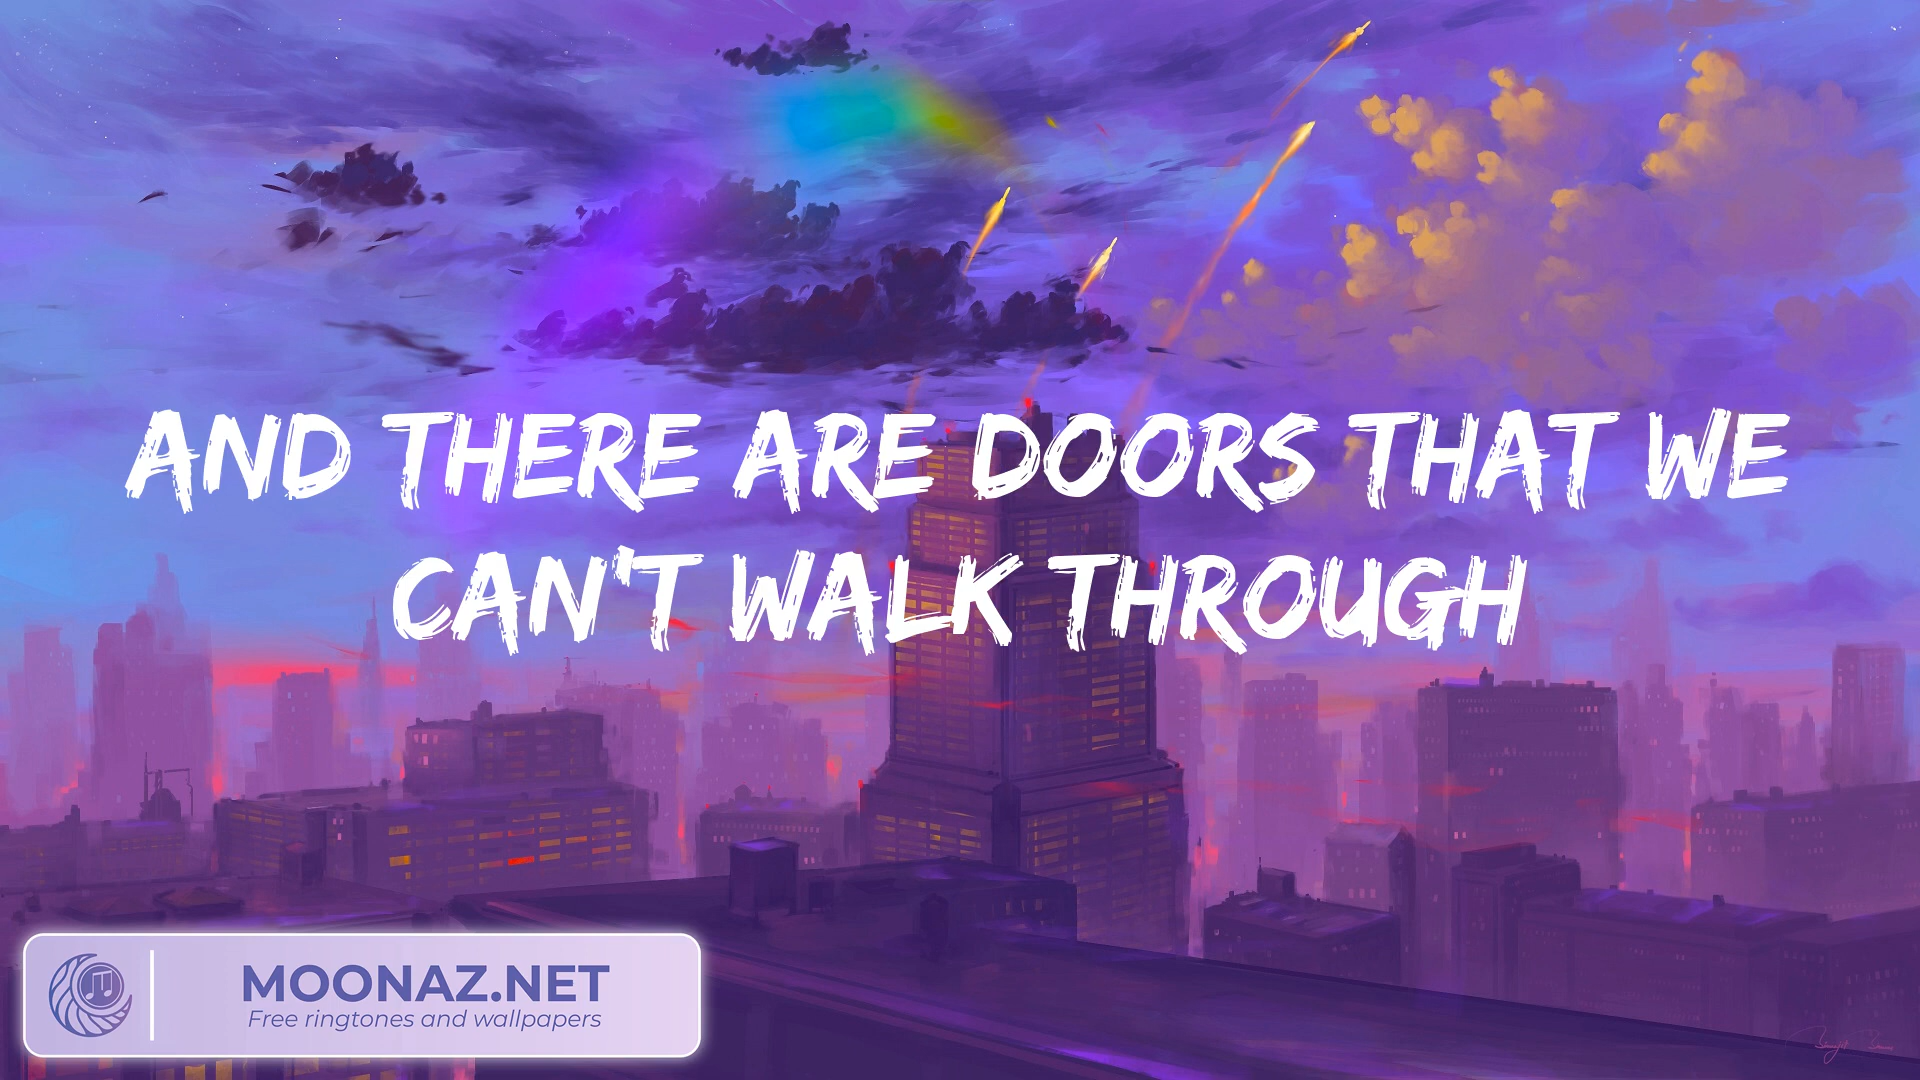 AND THERE ARE DOORS THAT WE
CAN'T WALK THROUGH
MOONAZ.NET
Free ringtones and wallpapers